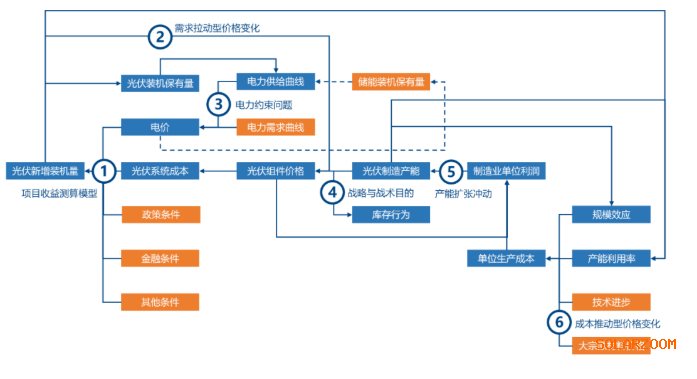 2
需求拉动型价格变化
光伏装机保有量
电力供给曲线
储能装机保有量
3
电力约束问题
电价
电力需求曲线
光伏新增装机量
1
光伏系统成本
光伏组件价格
光伏制造产能
5
制造业单位利润
项目收益测算模型
4
战略与战术目的
产能扩张冲动
政策条件
库存行为
规模效应
金融条件
单位生产成本
产能利用率
其他条件
技术进步
6
成本推动型价格变化
大宗
SOLARZOOM